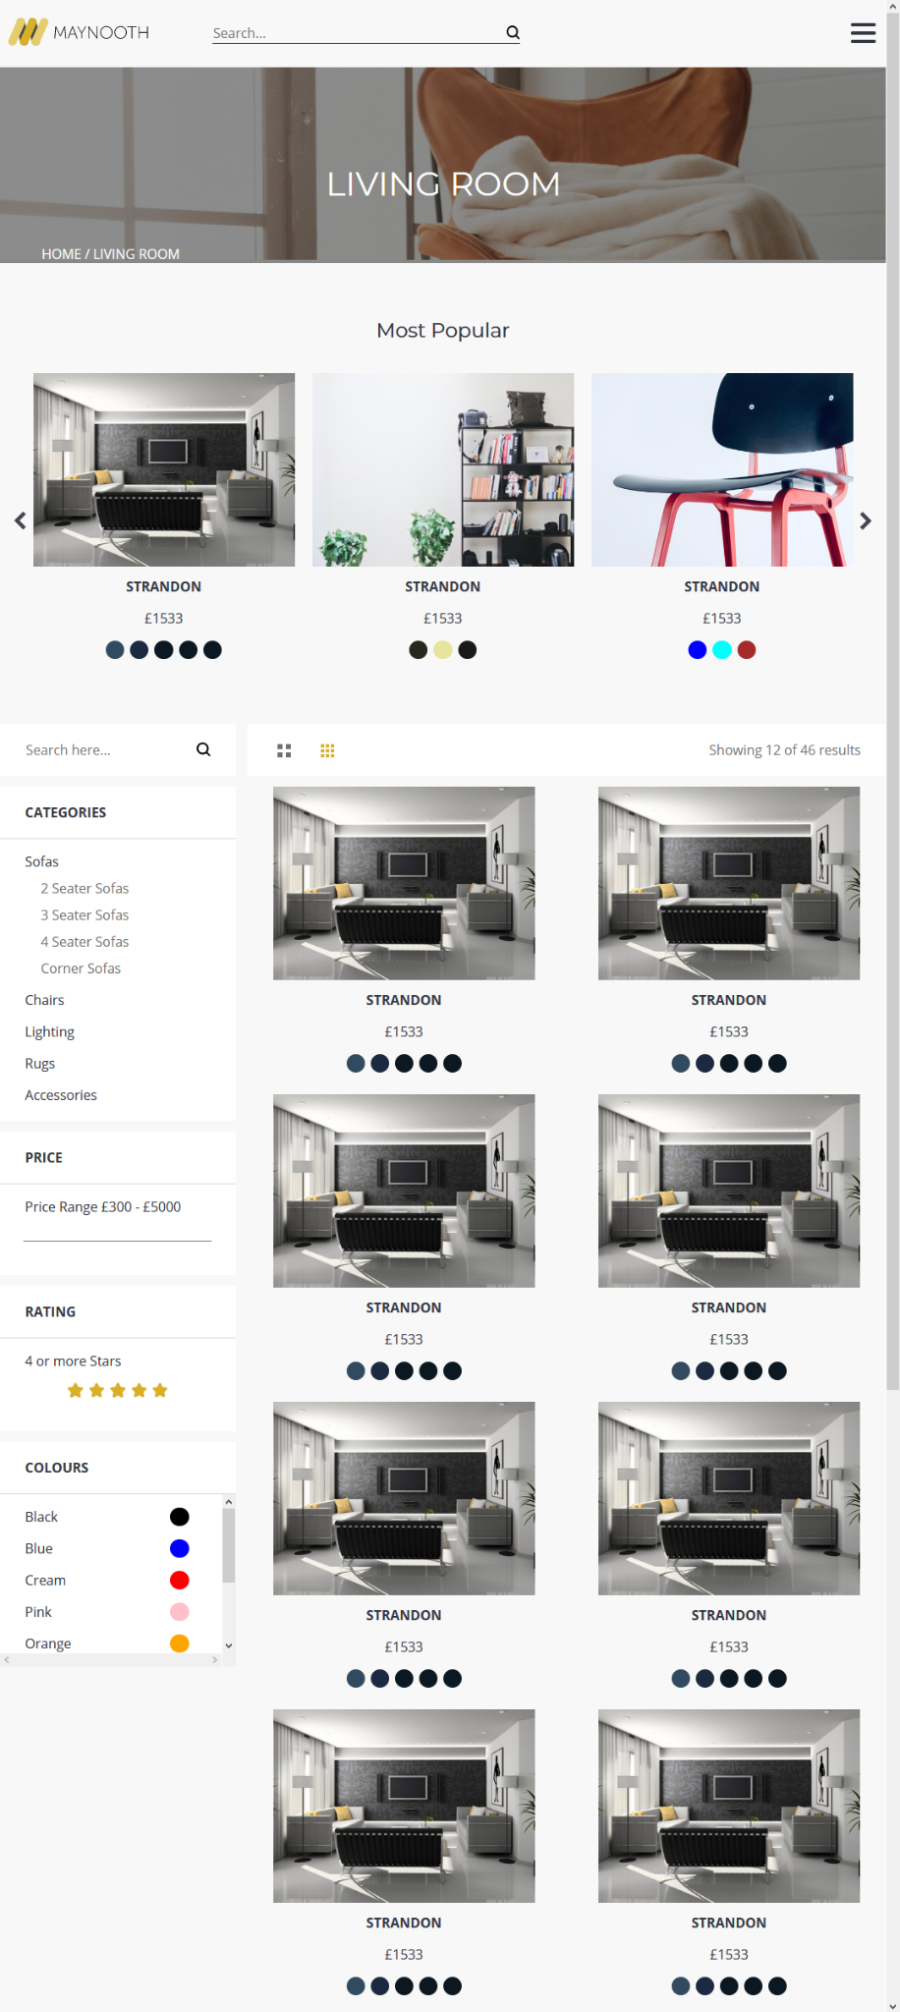 MAYNOOTH
Search...
LIVING ROOM
HOME / LIVING ROOM
Most Popular
STRANDON
STRANDON
STRANDON
£1533
£1533
£1533
Search here...
Showing 12 of 46 results
CATEGORIES
Sofas
2 Seater Sofas
3 Seater Sofas
4 Seater Sofas
Corner Sofas
Chairs
Lighting
Rugs
Accessories
PRICE
Price Range £300 - £5000
RATING
4 or more Stars
COLOURS
Black
Blue
Cream
Pink
Orange
STRANDON
STRANDON
£1533
£1533
STRANDON
STRANDON
£1533
£1533
STRANDON
STRANDON
£1533
£1533
STRANDON
STRANDON
£1533
£1533